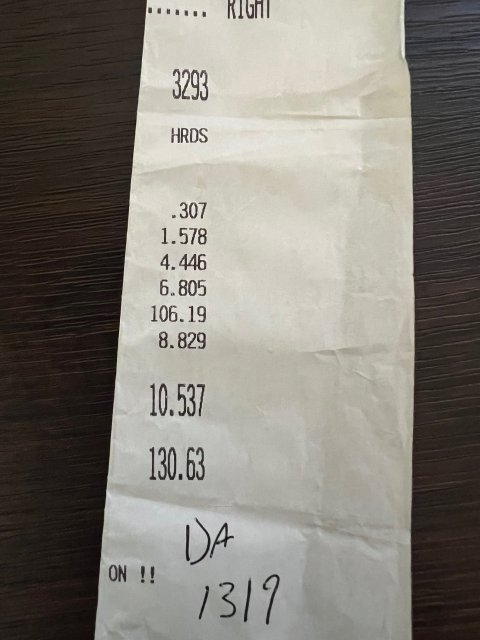 ....... RIGHT
3293
HRDS
.307
1.578
4.446
6.805
106.19
8.829
10.537
130.63
DA
ON !!
1319